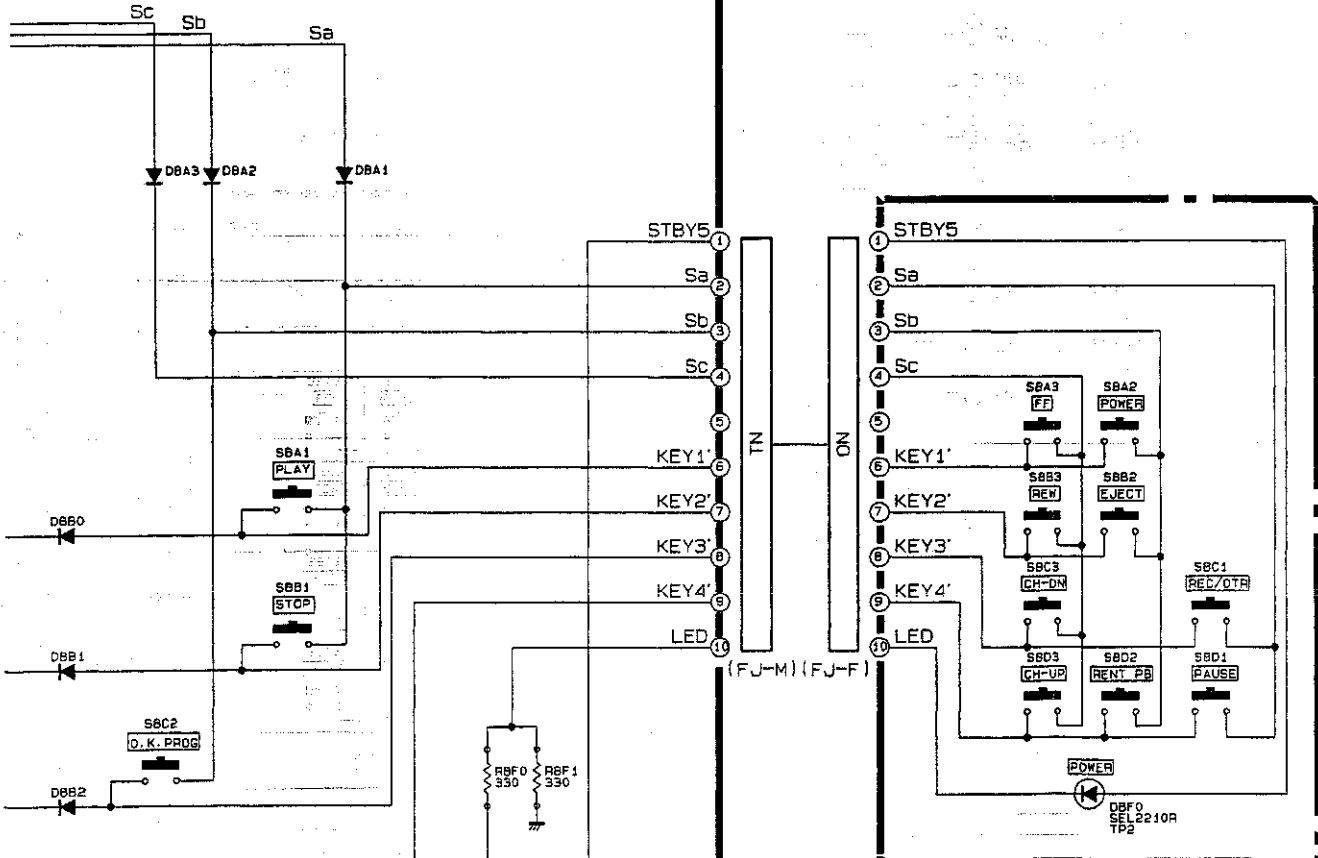 Sc
Sb
Sa
DBA3
DBA2
DBA1
STBY5
1
Sa
2
Sb
3
Sc
4
5
KEY1'
6
KEY2'
7
KEY3'
8
KEY4'
9
LED
10
TN
ON
(FJ-M)
(FJ-F)
1
STBY5
2
Sa
3
Sb
4
Sc
5
6
KEY1'
7
KEY2'
8
KEY3'
9
KEY4'
10
LED
SBA1
PLAY
DBB0
SBB1
STOP
DBB1
SBC2
O.K.PROG
DBB2
RBF0
330
RBF1
330
SBA3
FF
SBA2
POWER
SBB3
REW
SBB2
EJECT
SBC3
CH-DN
SBC1
REC/OTR
SBD3
CH-UP
SBD2
RENT PB
SBD1
PAUSE
POWER
DBF0
SEL2210R
TP2